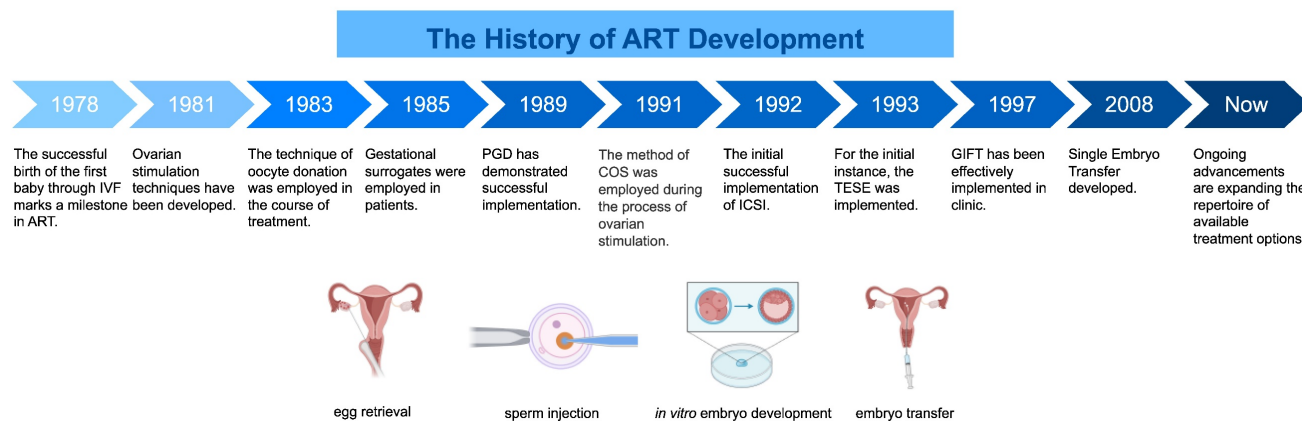 The History of ART Development
1978
1981
1983
1985
1989
1991
1992
1993
1997
2008
Now
The successful
birth of the first
baby through IVF
marks a milestone
in ART.
Ovarian
stimulation
techniques have
been developed.
The technique of
oocyte donation
was employed in
the course of
treatment.
Gestational
surrogates were
employed in
patients.
PGD has
demonstrated
successful
implementation.
The method of
COS was
employed during
the process of
ovarian
stimulation.
The initial
successful
implementation
of ICSI.
For the initial
instance, the
TESE was
implemented.
GIFT has been
effectively
implemented in
clinic.
Single Embryo
Transfer
developed.
Ongoing
advancements
are expanding the
repertoire of
available
treatment options
egg retrieval
sperm injection
in vitro embryo development
embryo transfer